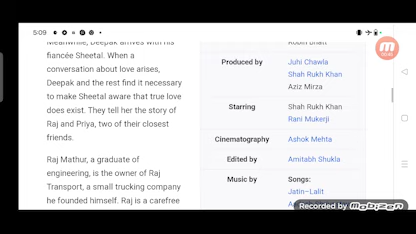 5:09
Meanwhile, Deepak arrives with his
fiancée Sheetal. When a
conversation about love arises,
Deepak and the rest find it necessary
to make Sheetal aware that true love
does exist. They tell her the story of
Raj and Priya, two of their closest
friends.
Raj Mathur, a graduate of
engineering, is the owner of Raj
Transport, a small trucking company
he founded himself. Raj is a carefree
Robin Bhatt
Produced by
Juhi Chawla
Shah Rukh Khan
Aziz Mirza
Starring
Shah Rukh Khan
Rani Mukerji
Cinematography
Ashok Mehta
Edited by
Amitabh Shukla
Music by
Songs:
Jatin–Lalit
Recorded by Mobizen